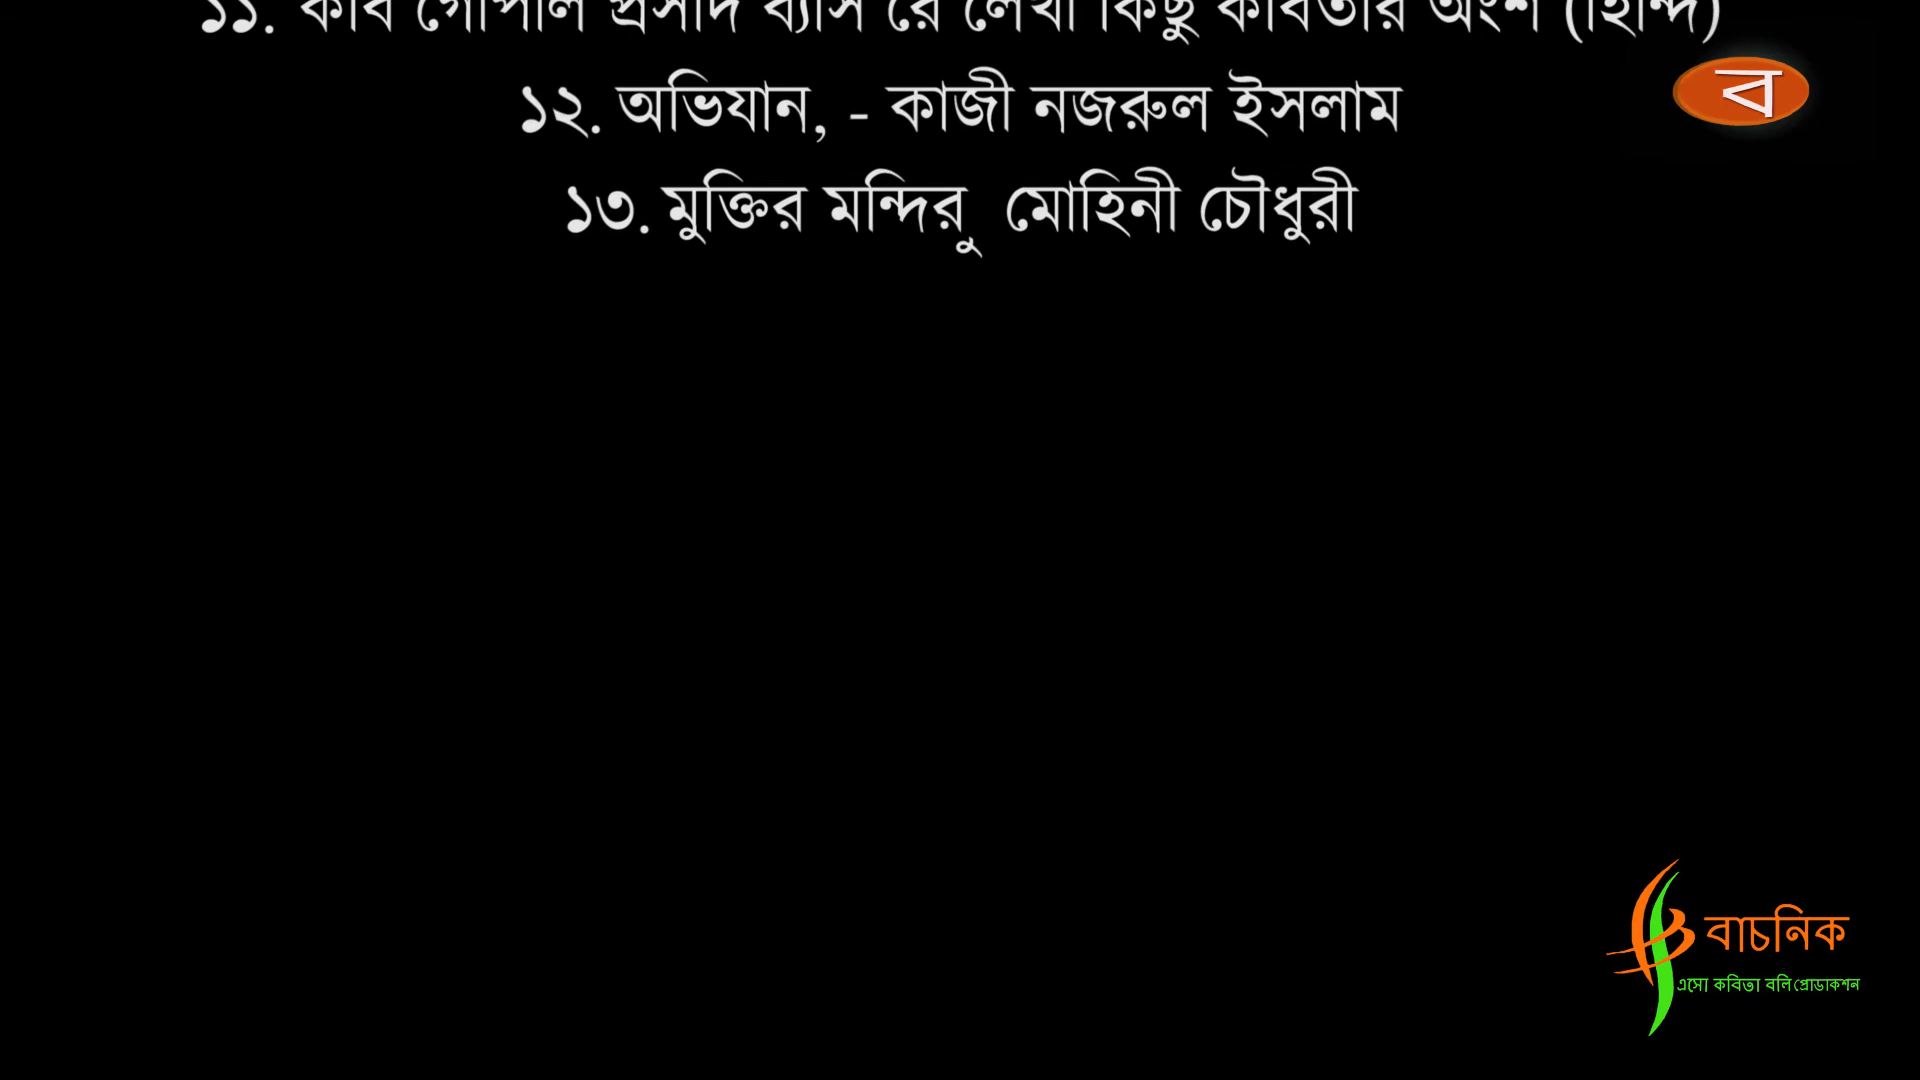 ১১. কবি গোপাল প্রসাদ ব্যাস রে লেখা কিছু কবিতার অংশ (হিন্দি)
ব
১২. অভিযান, - কাজী নজরুল ইসলাম
১৩. মুক্তির মন্দিরু মোহিনী চৌধুরী
বাচনিক
এসো কবিতা বলি প্রোডাকশন